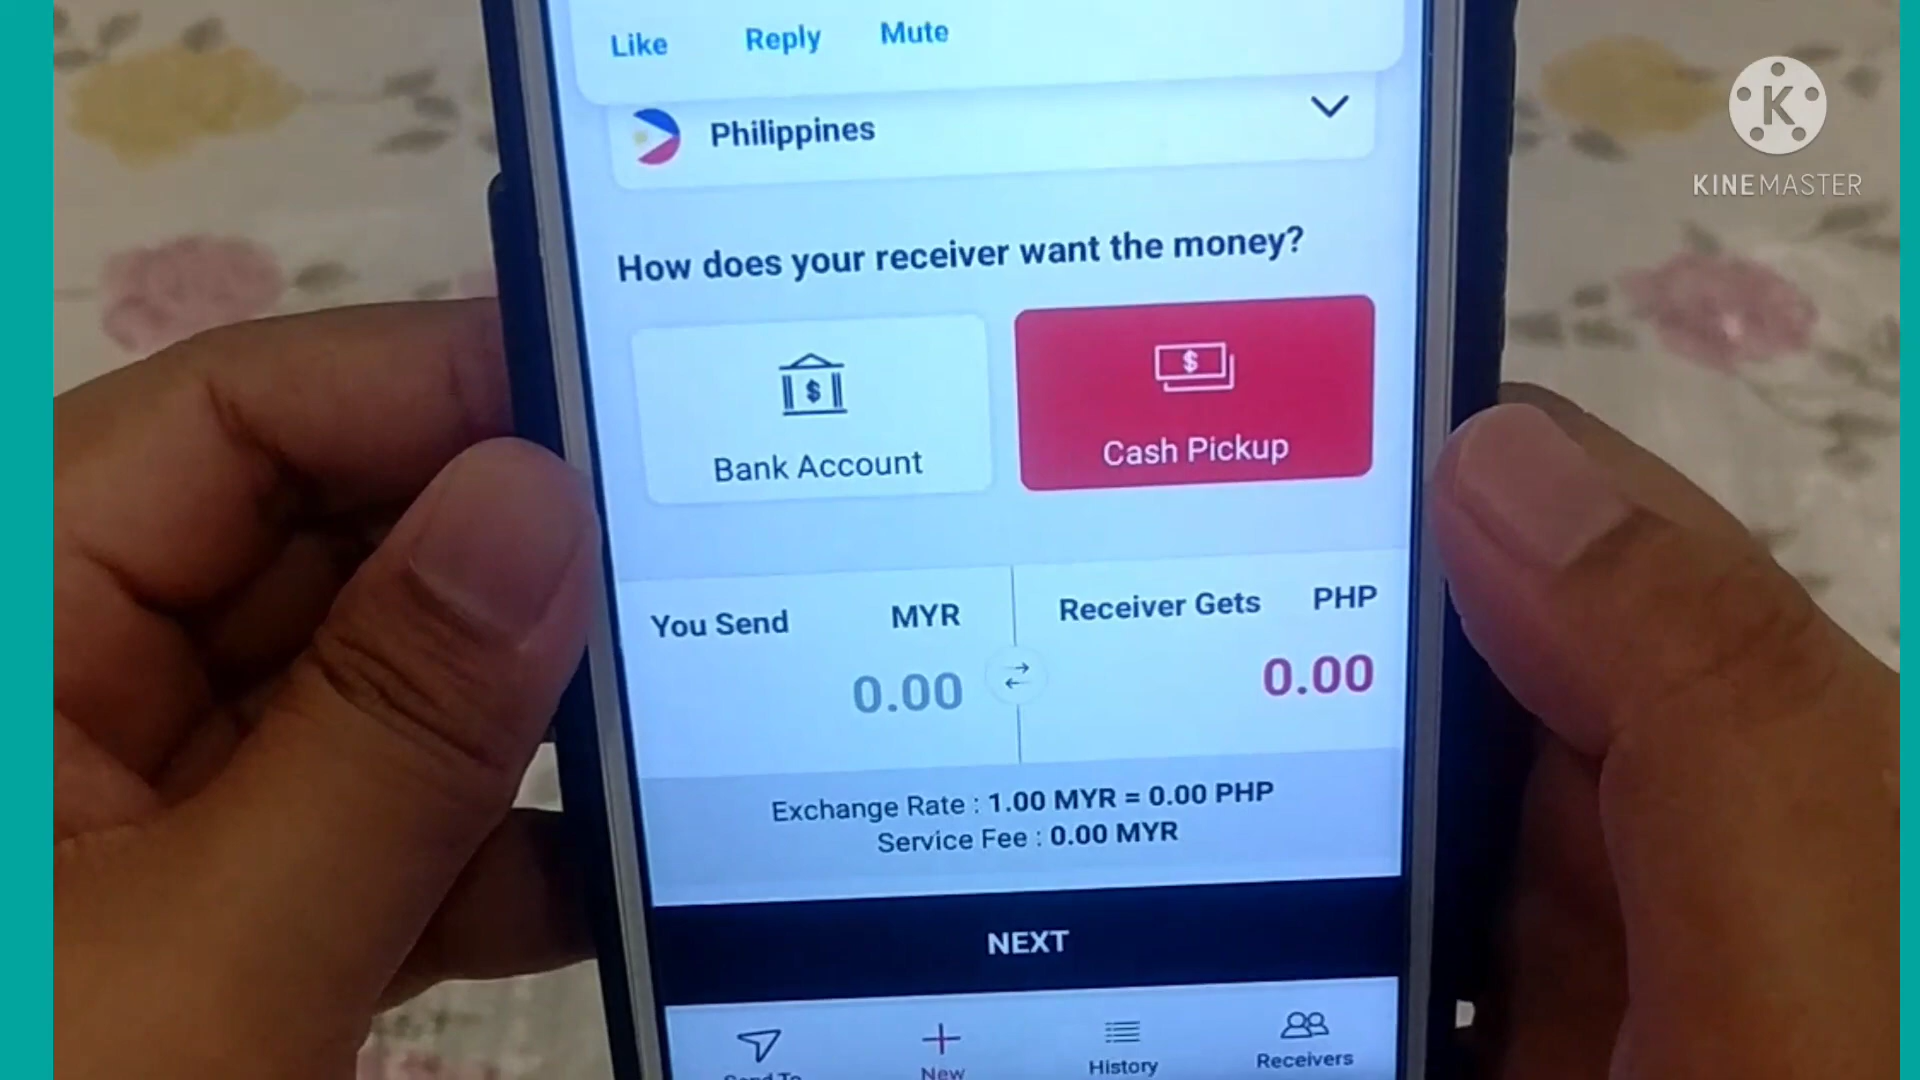 Like Reply Mute
Philippines
KINEMASTER
How does your receiver want the money?
Bank Account
Cash Pickup
You Send MYR
Receiver Gets PHP
0.00
0.00
Exchange Rate : 1.00 MYR = 0.00 PHP
Service Fee : 0.00 MYR
NEXT
Send To
New
History
Receivers